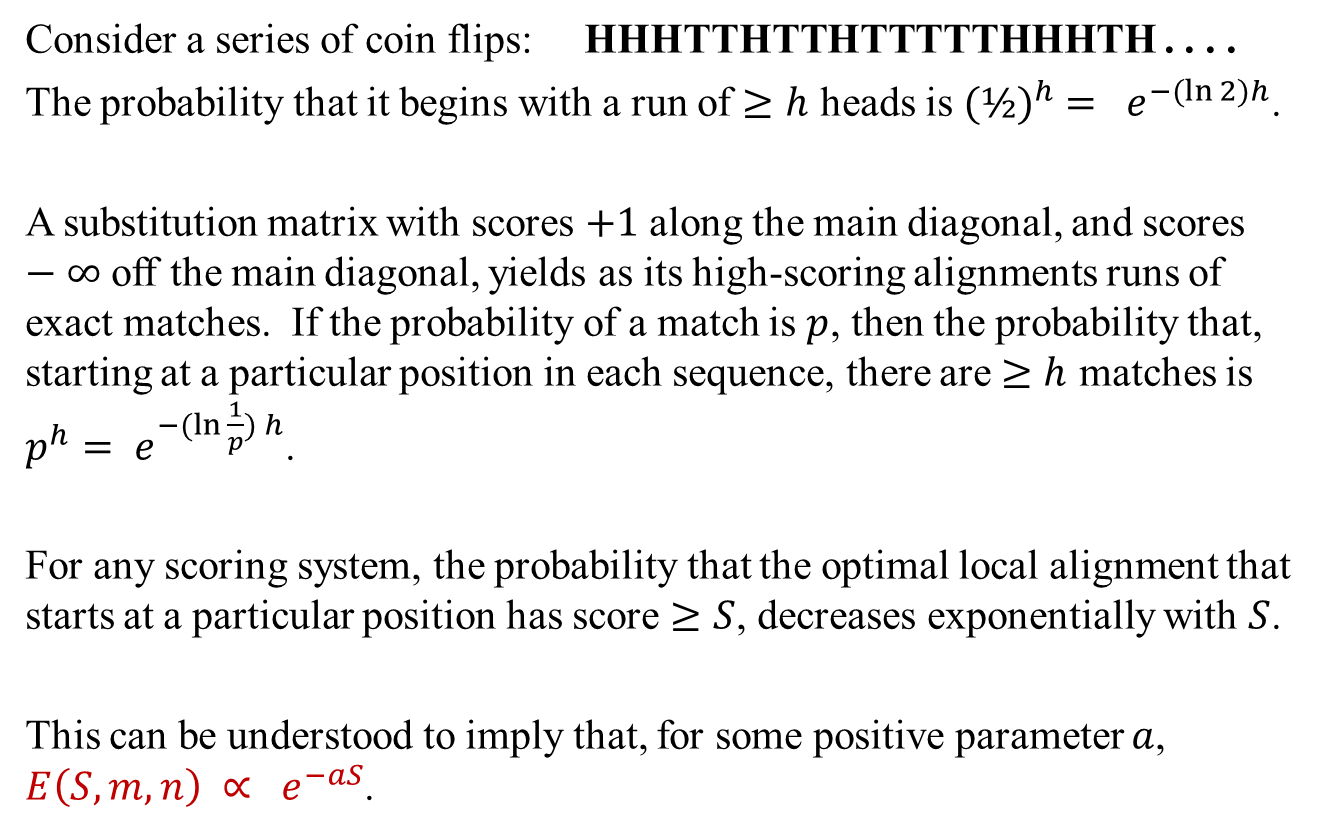 Consider a series of coin flips: HHHTTHTTHTTTTTHHHTH....
The probability that it begins with a run of ≥ h heads is (½)^h = e^−(ln 2)h.
A substitution matrix with scores +1 along the main diagonal, and scores
− ∞ off the main diagonal, yields as its high-scoring alignments runs of
exact matches. If the probability of a match is p, then the probability that,
starting at a particular position in each sequence, there are ≥ h matches is
p^h = e^−(ln 1/p) h.
For any scoring system, the probability that the optimal local alignment that
starts at a particular position has score ≥ S, decreases exponentially with S.
This can be understood to imply that, for some positive parameter a,
E(S, m, n) ∝ e^−aS.